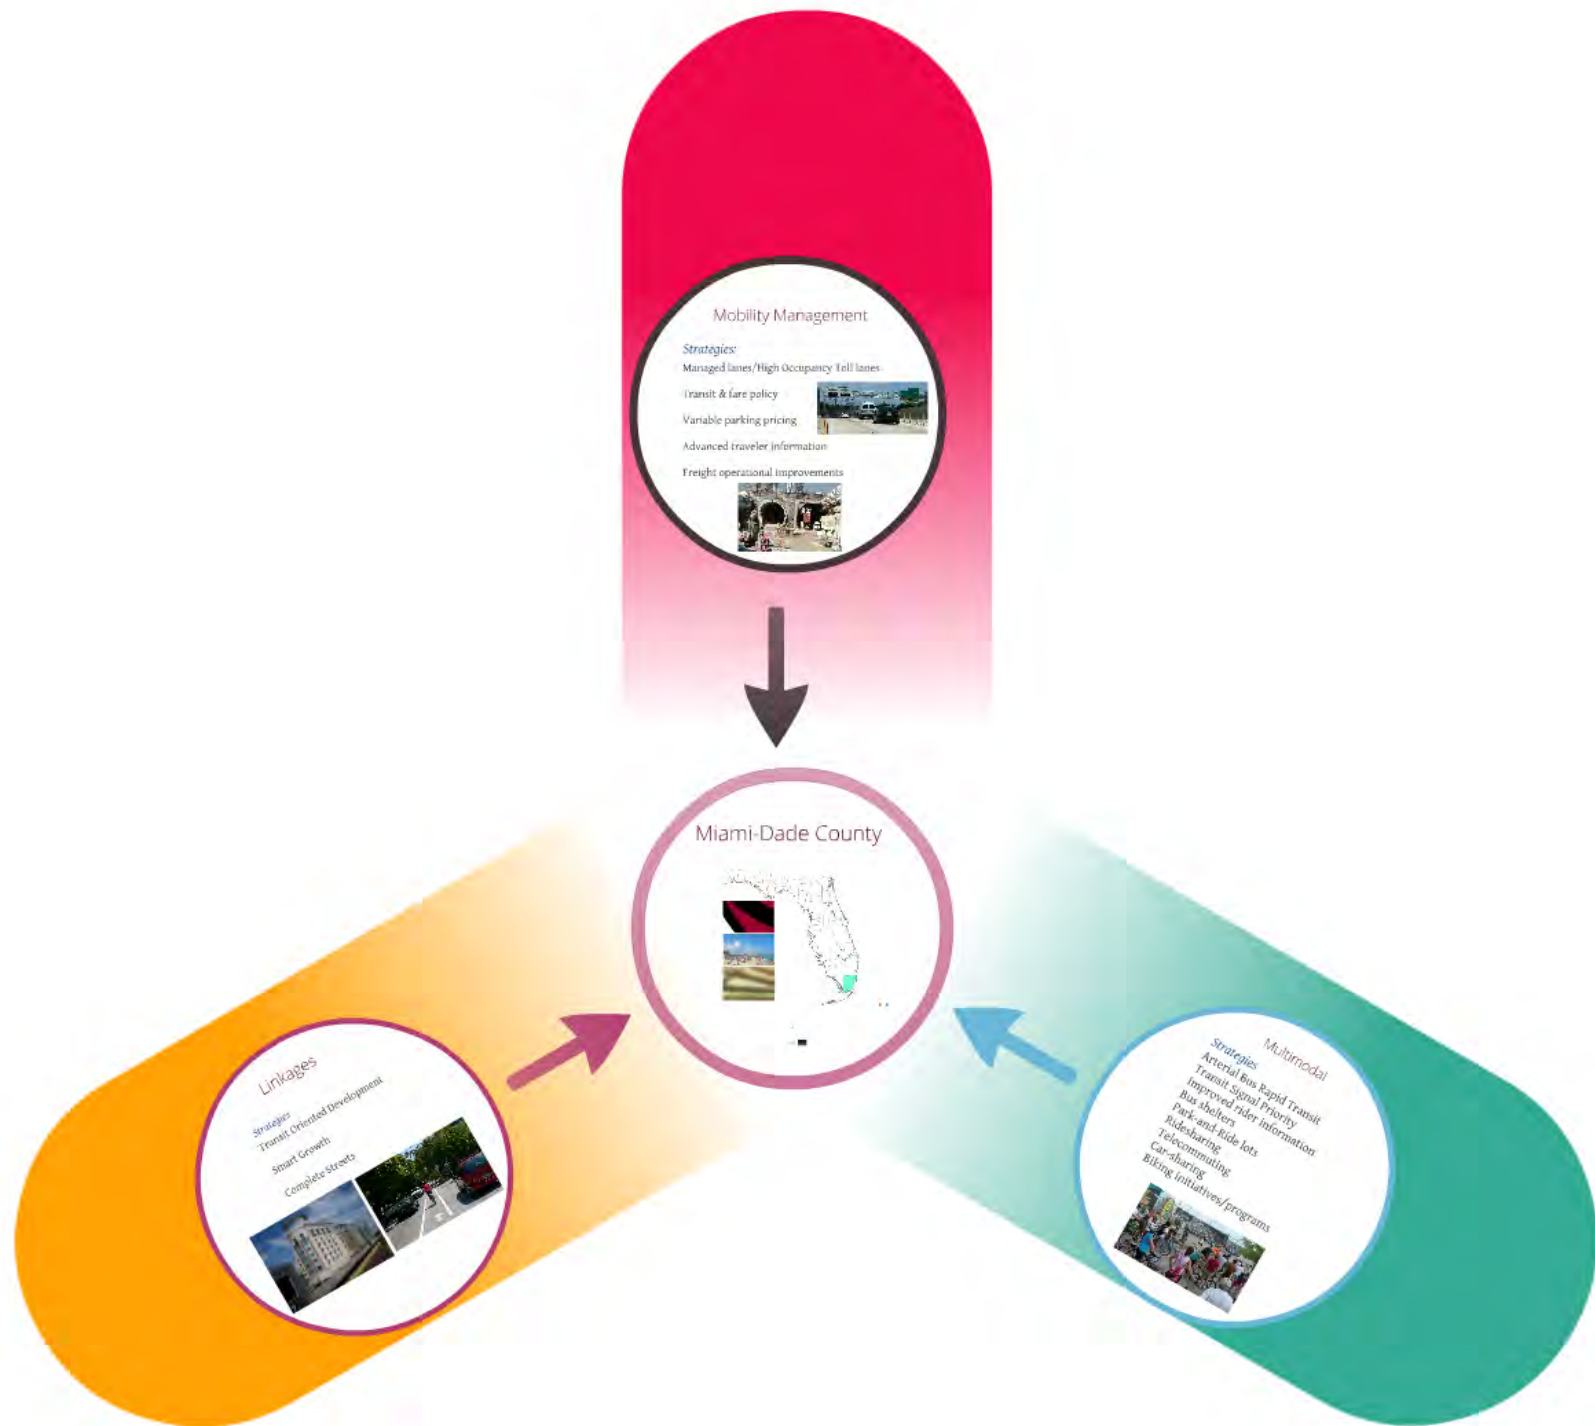 Mobility Management
Strategies:
Managed lanes/High Occupancy Toll lanes
Transit & fare policy
Variable parking pricing
Advanced traveler information
Freight operational improvements
Miami-Dade County
Linkages
Strategies
Transit Oriented Development
Smart Growth
Complete Streets
Multimodal
Strategies
Arterial Bus Rapid Transit
Transit Signal Priority
Improved rider information
Bus shelters
Park-and-Ride lots
Ridesharing
Telecommuting
Car-sharing
Biking initiatives/programs